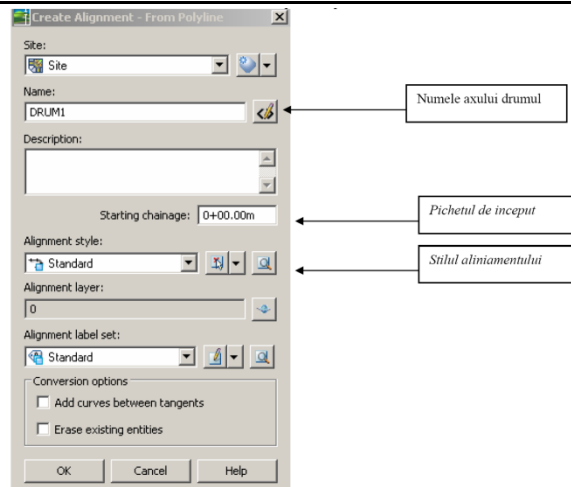 Create Alignment - From Polyline
Site:
Site
Name:
DRUM1
Numele axului drumul
Description:
Starting chainage: 0+00.00m
Pichetul de inceput
Alignment style:
Standard
Stilul aliniamentului
Alignment layer:
0
Alignment label set:
Standard
Conversion options
Add curves between tangents
Erase existing entities
OK Cancel Help